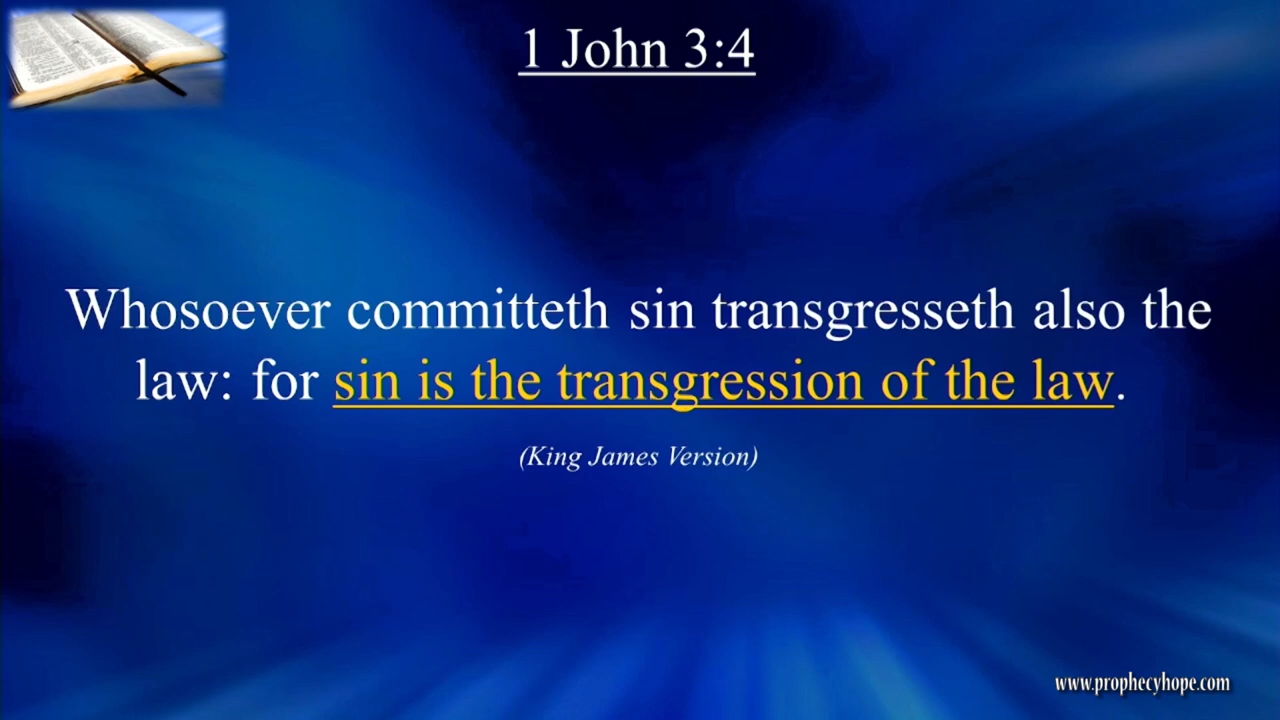 1 John 3:4
Whosoever committeth sin transgresseth also the
law: for sin is the transgression of the law.
(King James Version)
www.prophecyhope.com